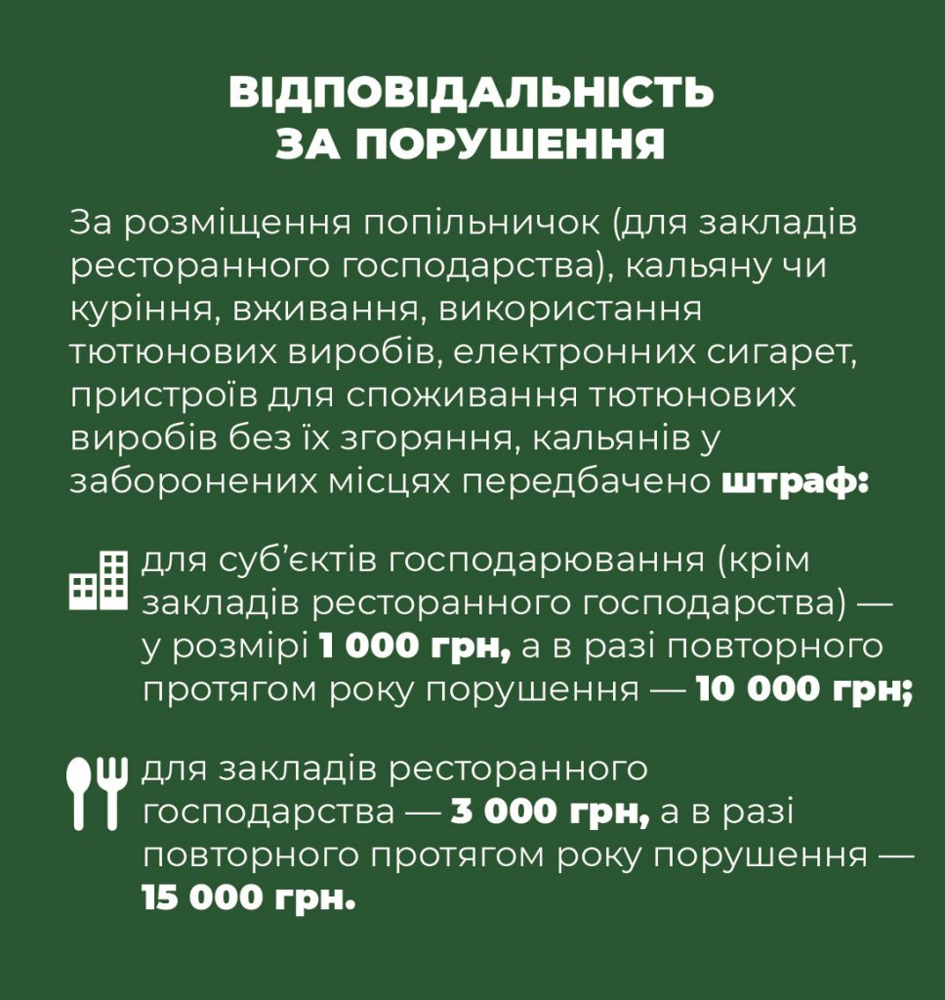 ВІДПОВІДАЛЬНІСТЬ
ЗА ПОРУШЕННЯ
За розміщення попільничок (для закладів
ресторанного господарства), кальяну чи
куріння, вживання, використання
тютюнових виробів, електронних сигарет,
пристроїв для споживання тютюнових
виробів без їх згоряння, кальянів у
заборонених місцях передбачено штраф:
для суб’єктів господарювання (крім
закладів ресторанного господарства) —
у розмірі 1 000 грн, а в разі повторного
протягом року порушення — 10 000 грн;
для закладів ресторанного
господарства — 3 000 грн, а в разі
повторного протягом року порушення —
15 000 грн.